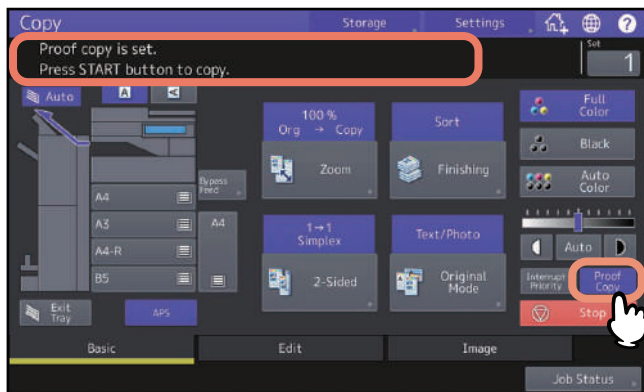 Copy
Storage
Settings
?
Proof copy is set.
Press START button to copy.
Set
1
Auto
A
A
100 %
Org → Copy
Zoom
Sort
Finishing
Full
Color
Black
Auto
Color
Bypass
Feed
A4
A3
A4-R
B5
A4
1→1
Simplex
2-Sided
Text/Photo
Original
Mode
Auto
Interrupt
Priority
Proof
Copy
Exit
Tray
APS
Stop
Basic
Edit
Image
Job Status